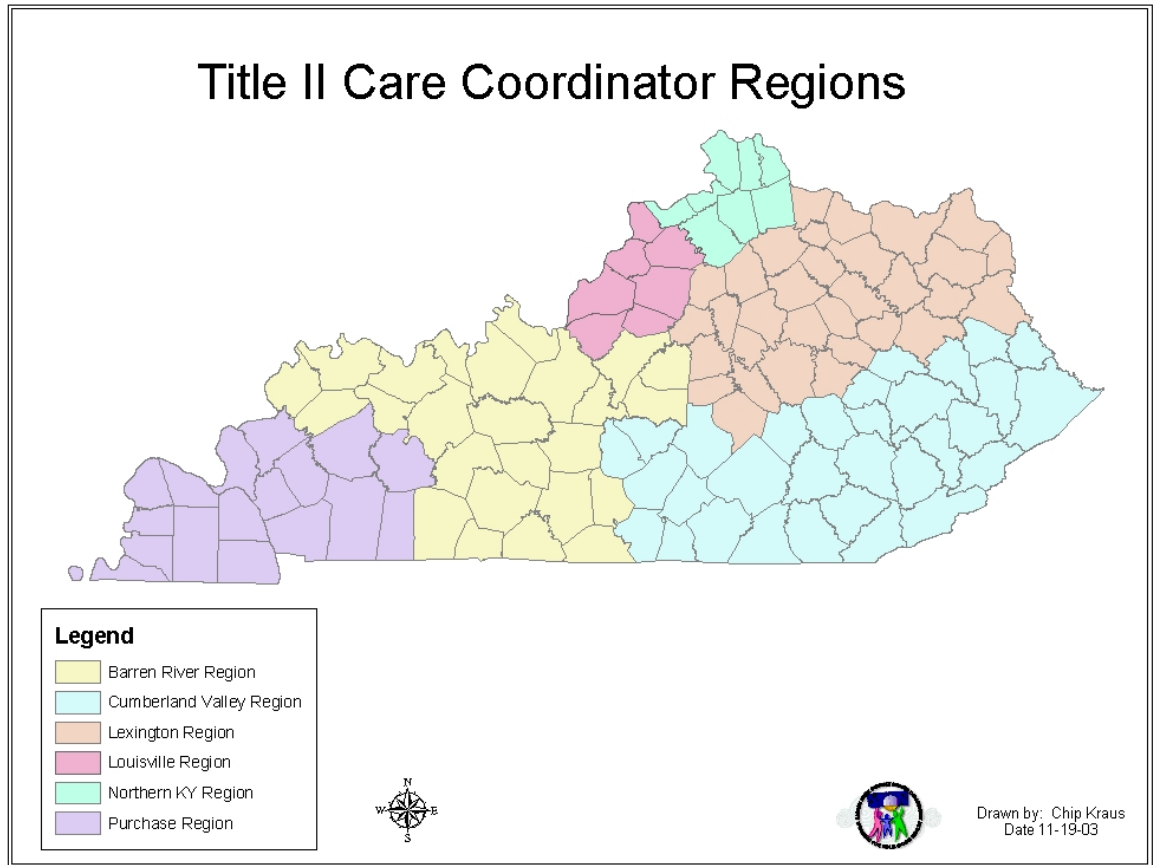 Title II Care Coordinator Regions
Legend
Barren River Region
Cumberland Valley Region
Lexington Region
Louisville Region
Northern KY Region
Purchase Region
N
W E
S
Drawn by: Chip Kraus
Date 11-19-03